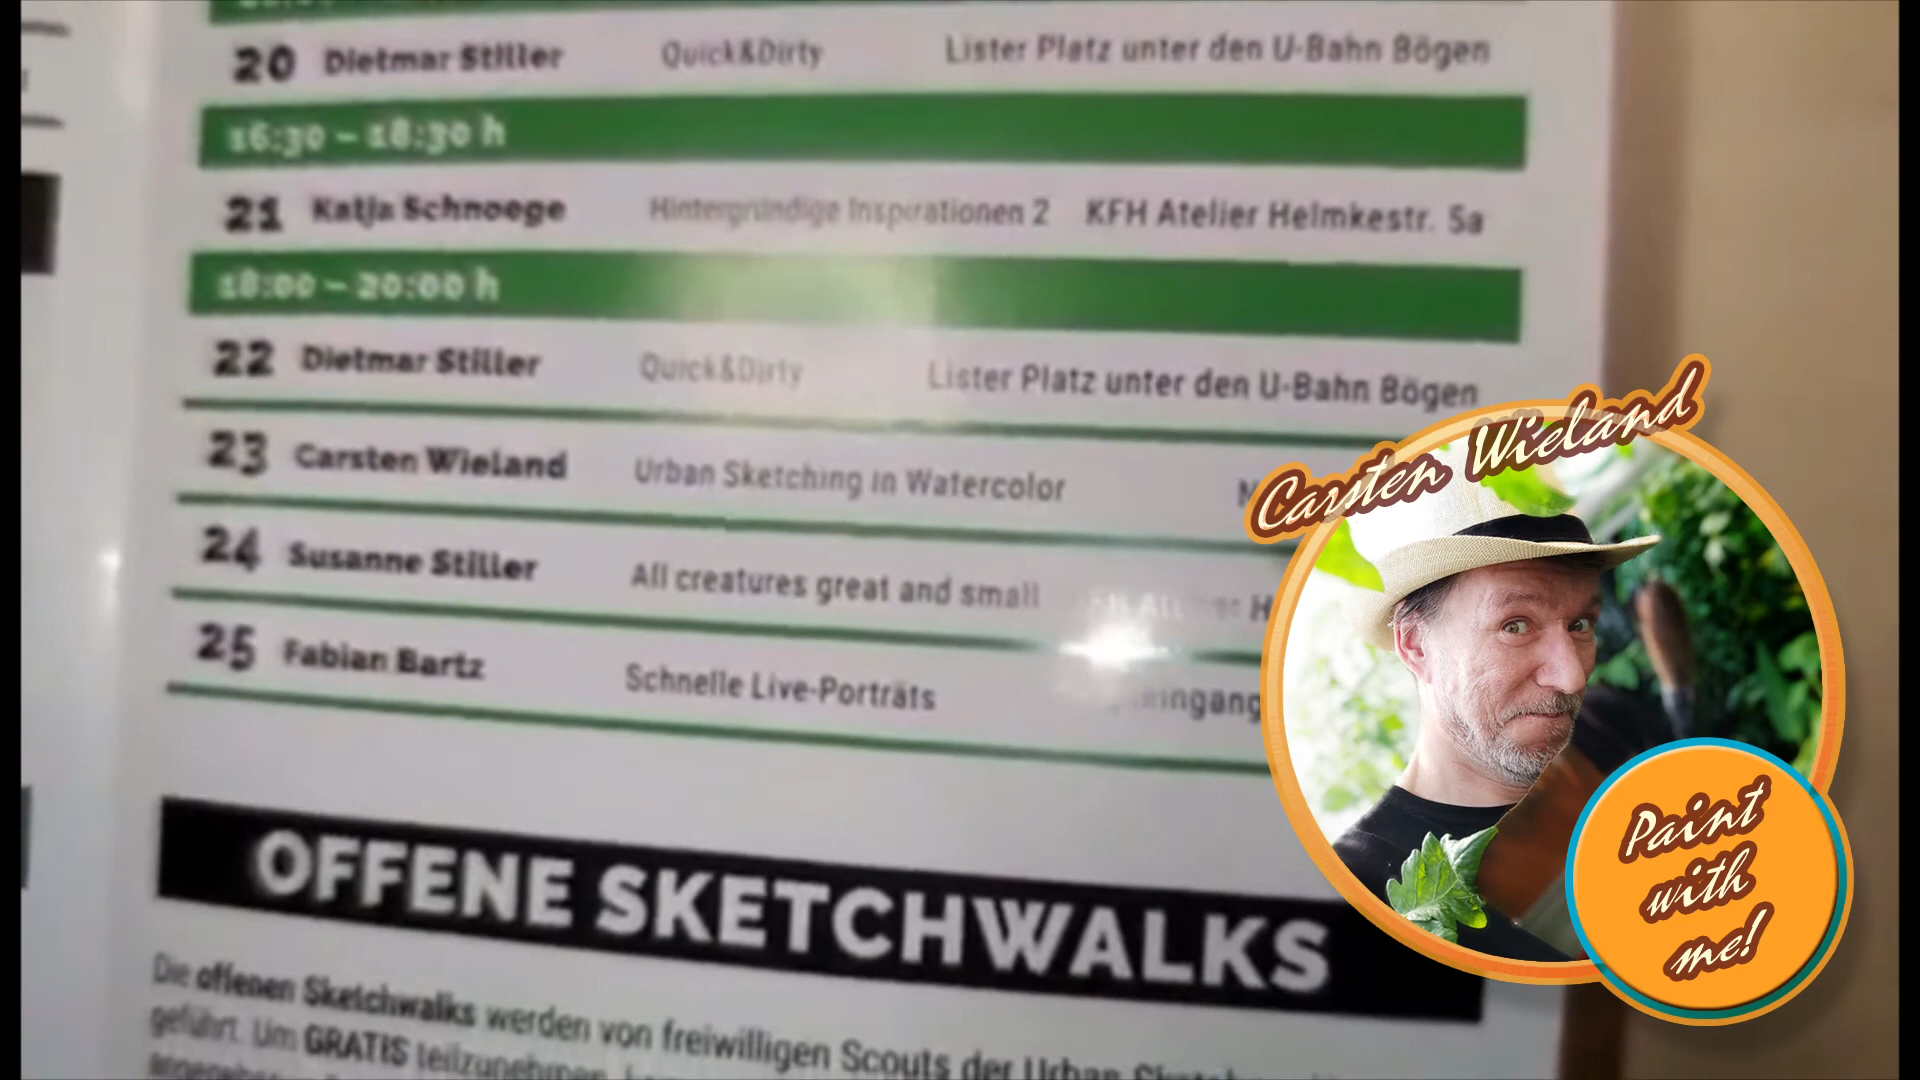 20 Dietmar Stiller Quick&Dirty Lister Platz unter den U-Bahn Bögen
16:30 – 18:30 h
21 Katja Schnoege Hintergründige Inspirationen 2 KFH Atelier Helmkestr. 5a
18:00 – 20:00 h
22 Dietmar Stiller Quick&Dirty Lister Platz unter den U-Bahn Bögen
23 Carsten Wieland Urban Sketching in Watercolor
24 Susanne Stiller All creatures great and small
25 Fabian Bartz Schnelle Live-Porträts
OFFENE SKETCHWALKS
Die offenen Sketchwalks werden von freiwilligen Scouts der Urban
geführt. Um GRATIS teilzunehmen,
Carsten Wieland
Paint
with
me!